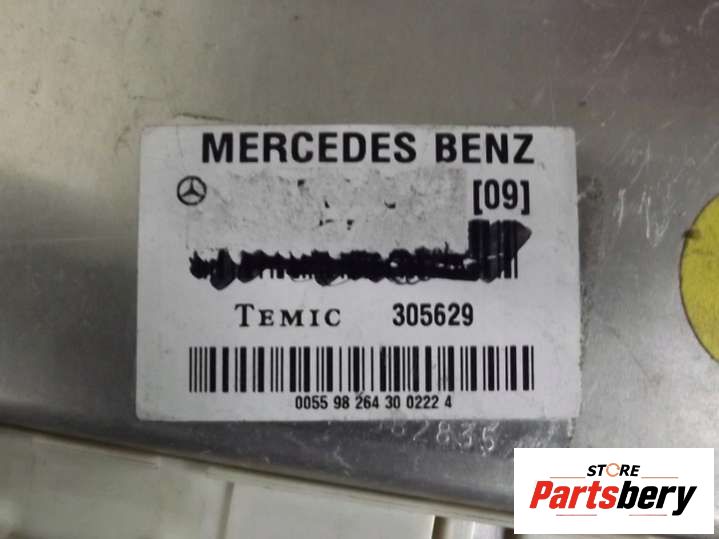 MERCEDES BENZ
[09]
TEMIC 305629
0055 98 264 30 0222 4
STORE
Partsbery